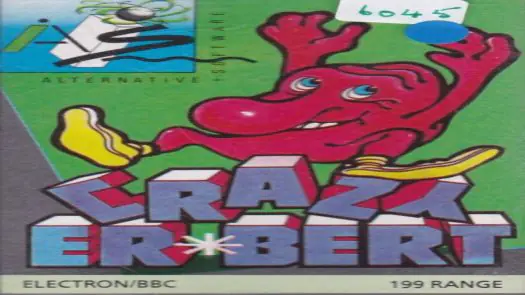 6045
ALTERNATIVE
SOFTWARE
CRAZY
ER*BERT
ELECTRON/BBC
199 RANGE